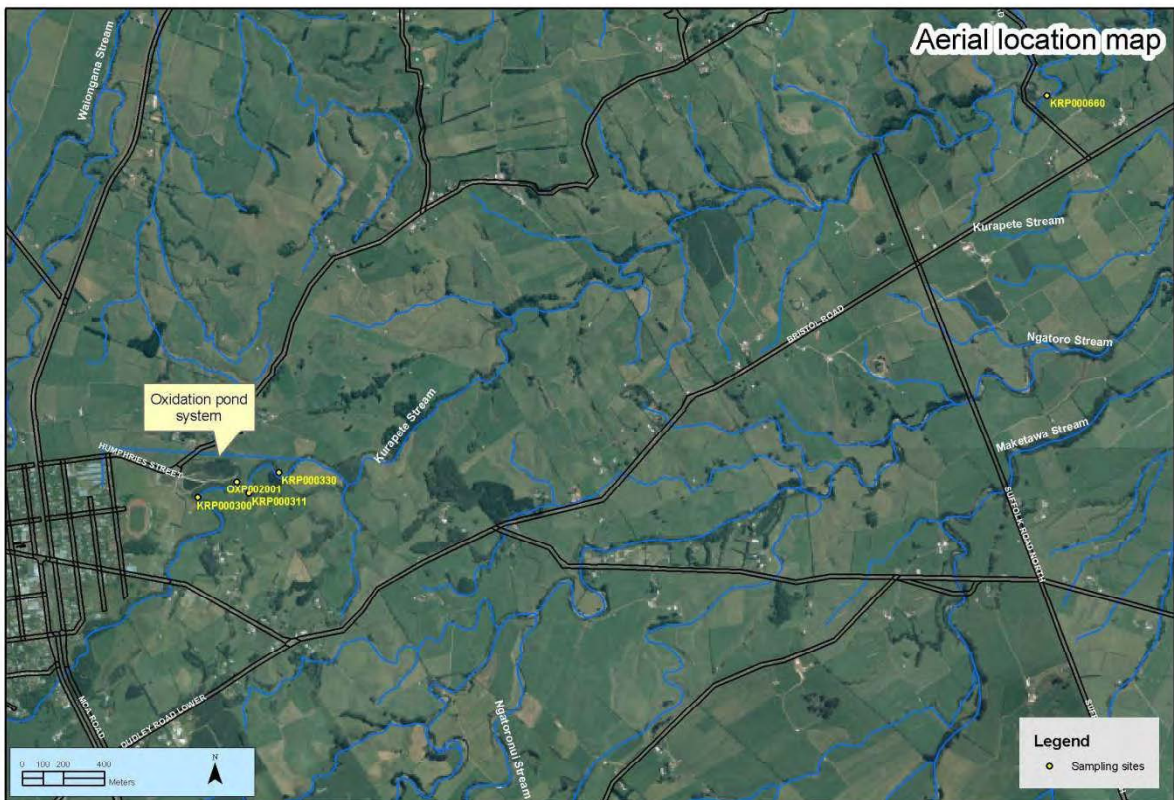 Aerial location map
Waiongana Stream
KRP000660
Kurapete Stream
BRISTOL ROAD
Ngatoro Stream
Oxidation pond
system
Kurapete Stream
Maketawa Stream
HUMPHRIES STREET
KRP000330
OXP002001
KRP000311
KRP000300
SUFFOLK ROAD NORTH
Ngatoronui Stream
MOA ROAD
DUDLEY ROAD LOWER
Legend
Sampling sites
0 100 200 400
Meters
N